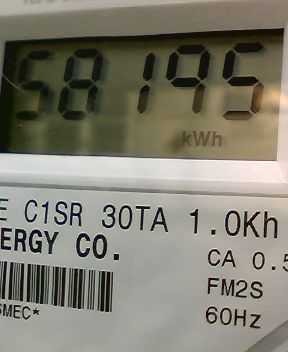 58195
kWh
E C1SR 30TA 1.0Kh
ERGY CO.
CA 0.5
FM2S
60Hz
SMEC*